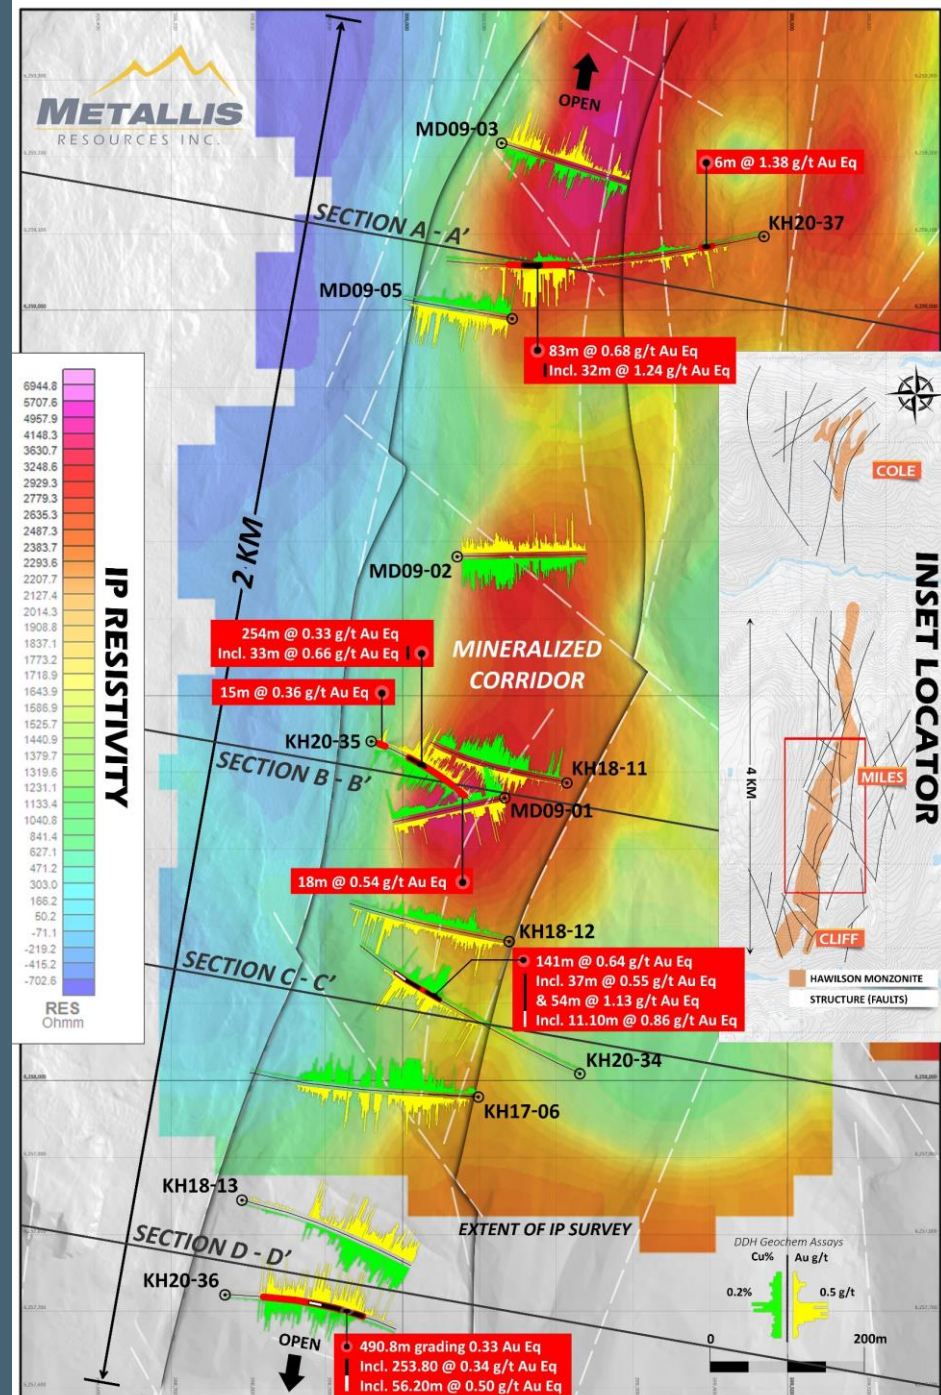 METALLIS
RESOURCES INC.
OPEN
MD09-03
6m @ 1.38 g/t Au Eq
SECTION A - A'
KH20-37
MD09-05
83m @ 0.68 g/t Au Eq
Incl. 32m @ 1.24 g/t Au Eq
6944.8
5707.6
4957.9
4148.3
3630.7
3248.6
2929.3
2779.3
2635.3
2487.3
2383.7
2293.6
2207.7
2127.4
2014.3
1908.8
1837.1
1773.2
1718.9
1643.9
1586.9
1525.7
1440.9
1379.7
1319.6
1231.1
1133.4
1040.8
841.4
627.1
471.2
303.0
166.2
50.2
-71.1
-219.2
-415.2
-702.6
RES
Ohmm
IP RESISTIVITY
2 KM
MD09-02
254m @ 0.33 g/t Au Eq
Incl. 33m @ 0.66 g/t Au Eq
MINERALIZED
CORRIDOR
15m @ 0.36 g/t Au Eq
KH20-35
SECTION B - B'
KH18-11
MD09-01
18m @ 0.54 g/t Au Eq
KH18-12
141m @ 0.64 g/t Au Eq
Incl. 37m @ 0.55 g/t Au Eq
& 54m @ 1.13 g/t Au Eq
Incl. 11.10m @ 0.86 g/t Au Eq
SECTION C - C'
KH20-34
KH17-06
KH18-13
SECTION D - D'
EXTENT OF IP SURVEY
KH20-36
OPEN
490.8m grading 0.33 Au Eq
Incl. 253.80 @ 0.34 g/t Au Eq
Incl. 56.20m @ 0.50 g/t Au Eq
DDH Geochem Assays
Cu% Au g/t
0.2% 0.5 g/t
0 200m
INSET LOCATOR
COLE
4 KM
MILES
CLIFF
HAWILSON MONZONITE
STRUCTURE (FAULTS)